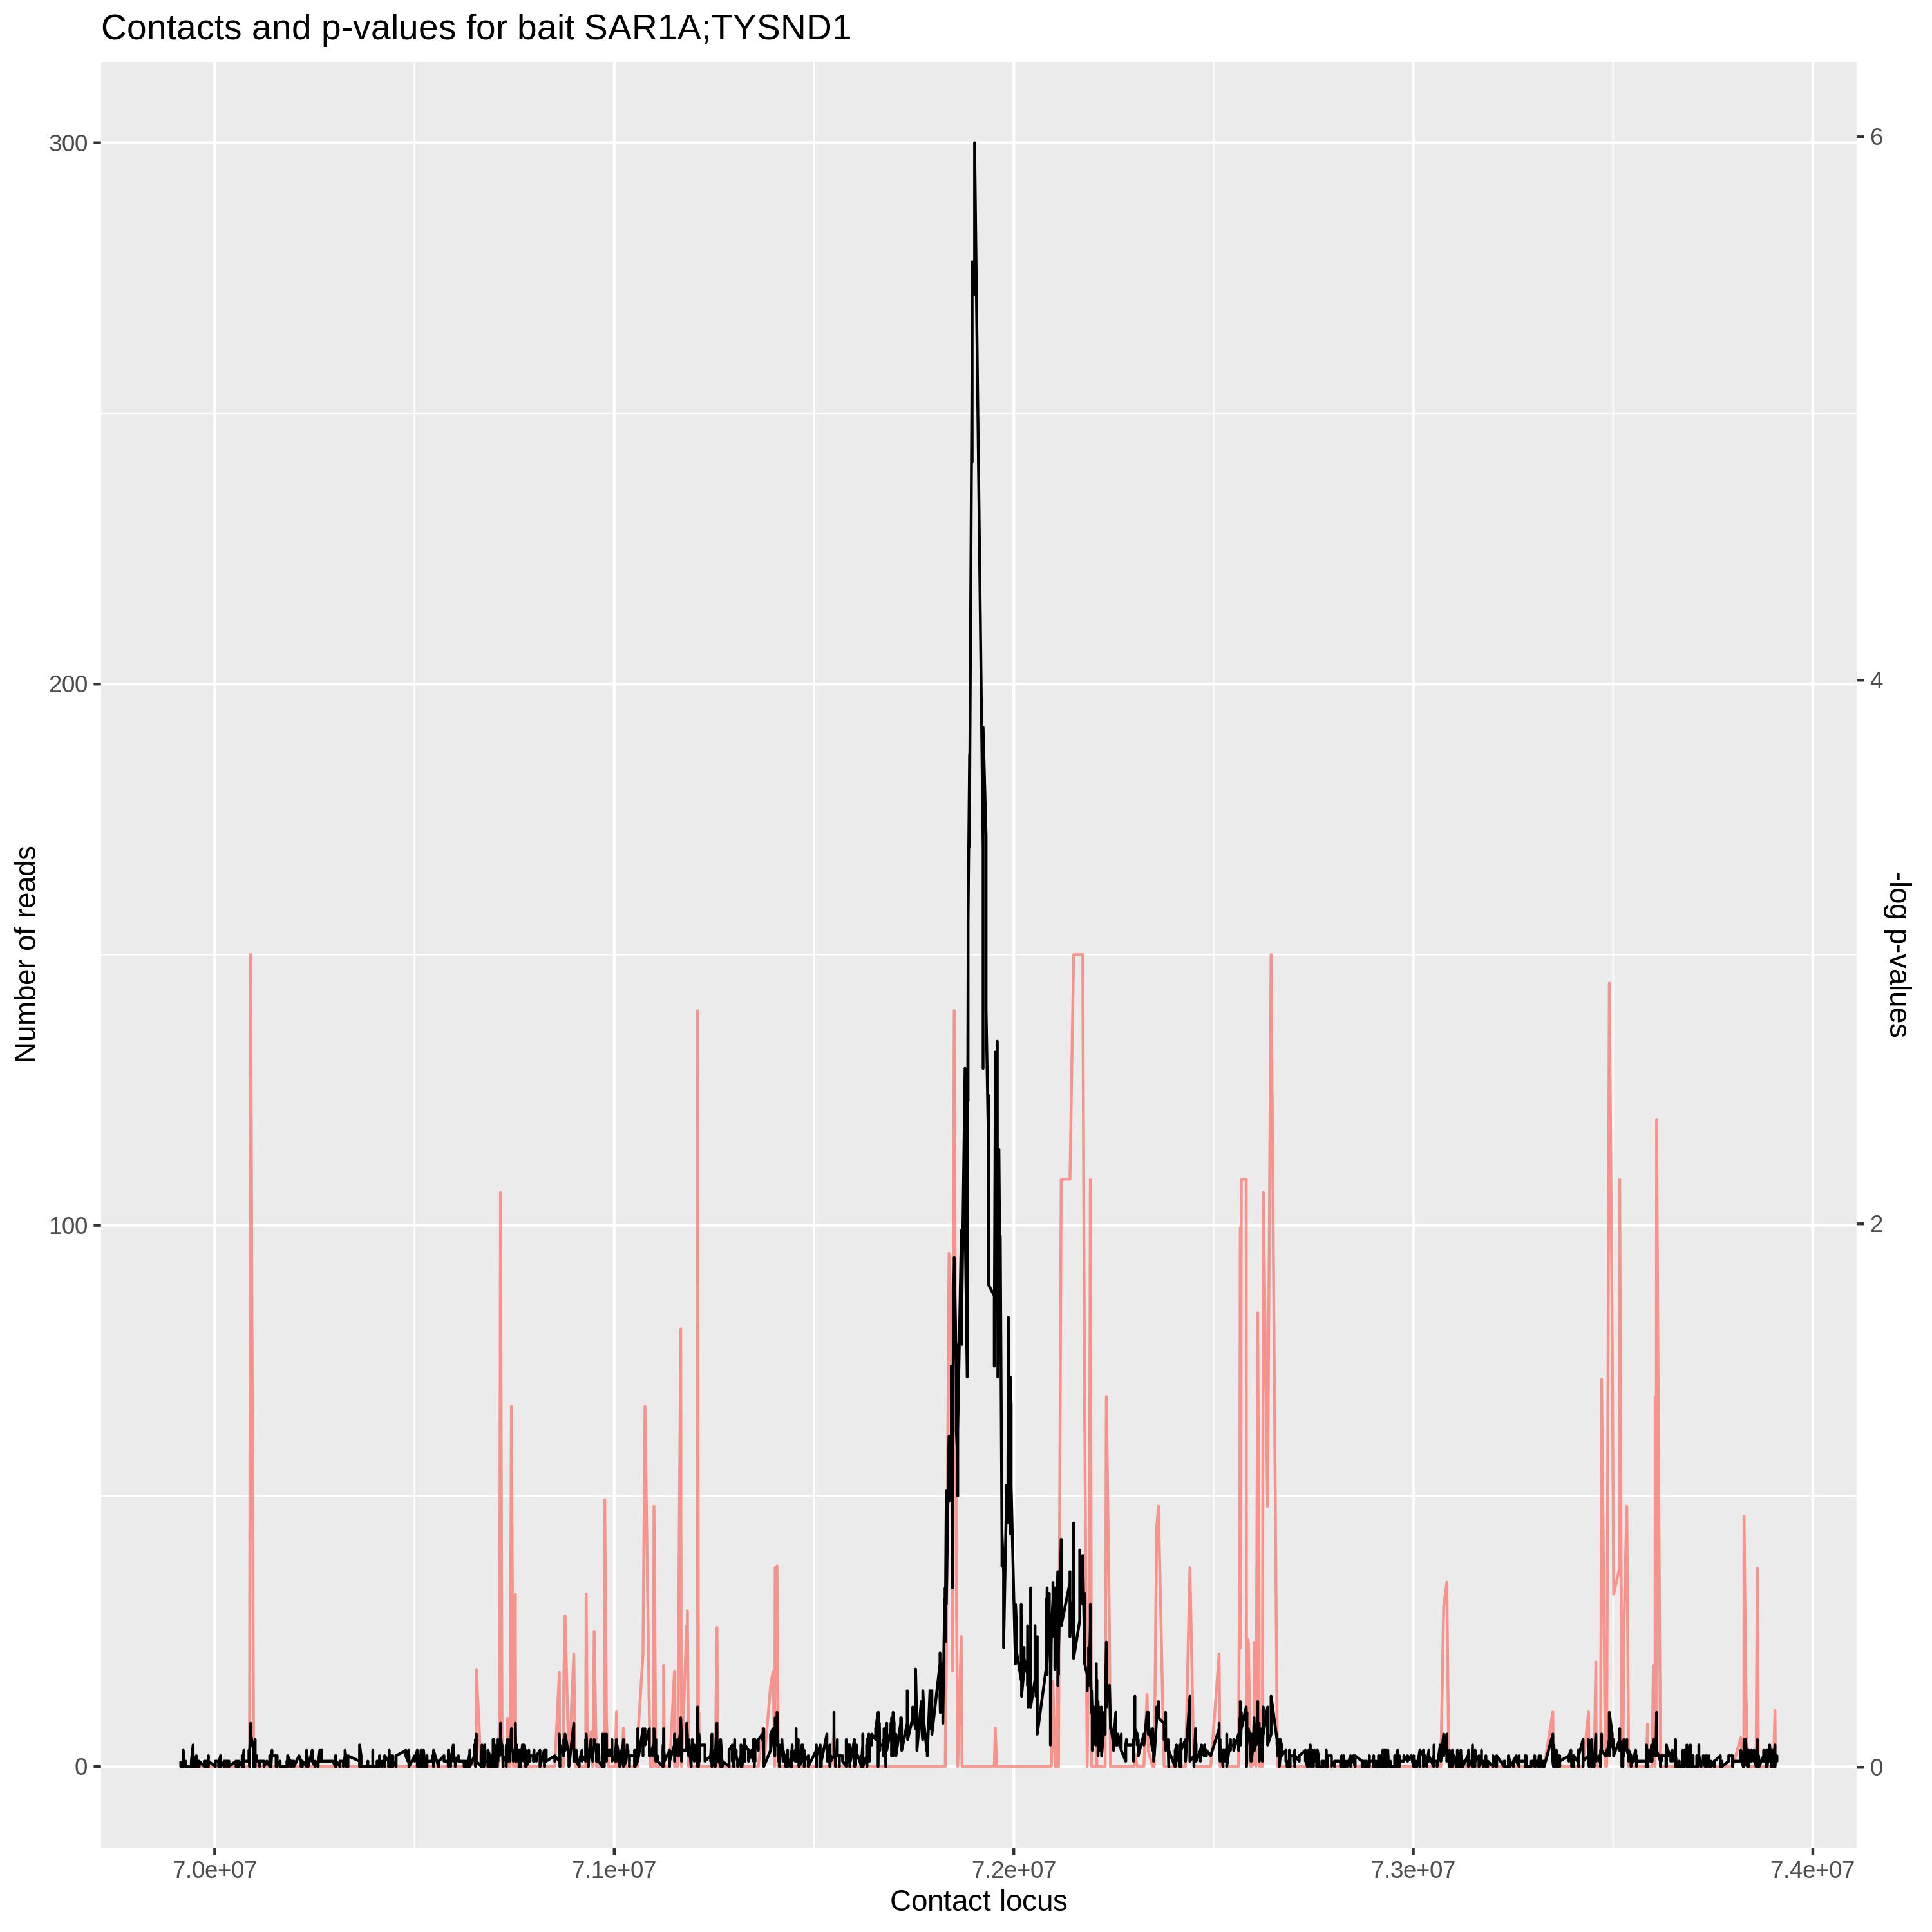 Contacts and p-values for bait SAR1A;TYSND1
300
200
100
0
Number of reads
6
4
2
0
-log p-values
7.0e+07
7.1e+07
7.2e+07
7.3e+07
7.4e+07
Contact locus